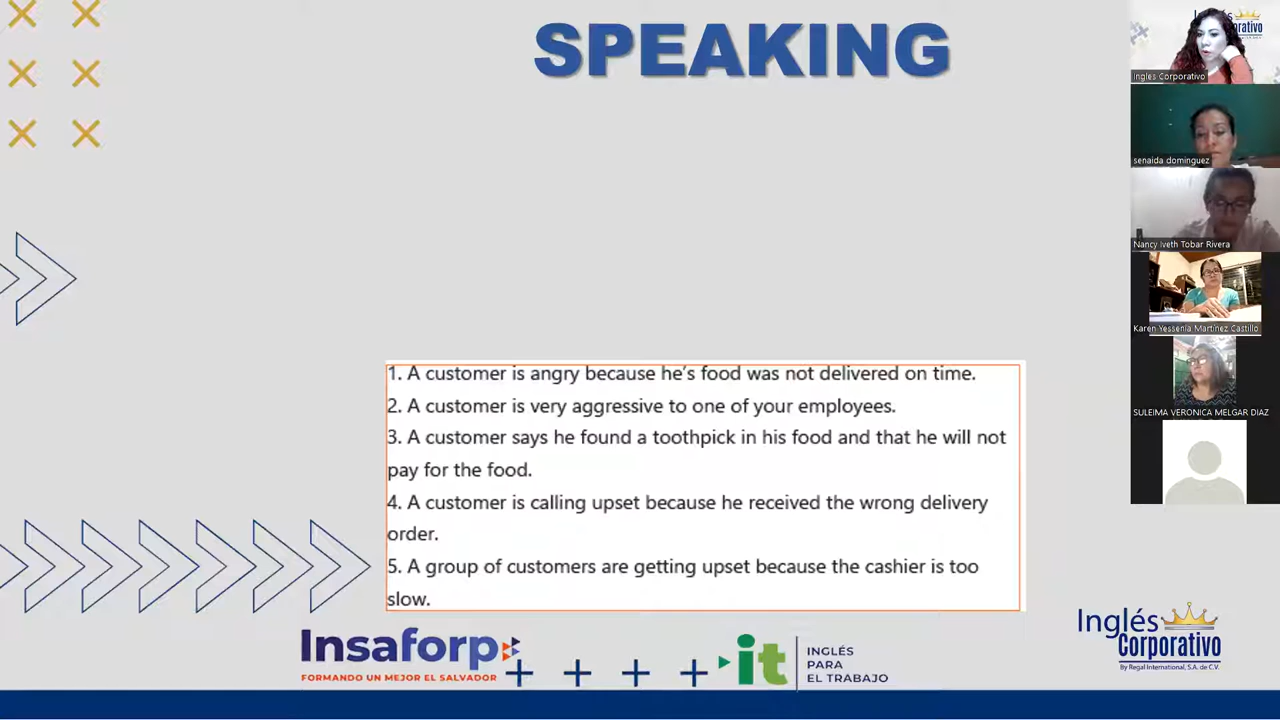 SPEAKING
1. A customer is angry because he's food was not delivered on time.
2. A customer is very aggressive to one of your employees.
3. A customer says he found a toothpick in his food and that he will not
pay for the food.
4. A customer is calling upset because he received the wrong delivery
order.
5. A group of customers are getting upset because the cashier is too
slow.
Insaforp
FORMANDO UN MEJOR EL SALVADOR
it
INGLÉS
PARA
EL TRABAJO
Inglés
Corporativo
By Regal International, S.A. de C.V.
Ingles Corporativo
senaida dominguez
Nancy Iveth Tobar Rivera
Karen Yessenia Martinez Castillo
SULEIMA VERONICA MELGAR DIAZ